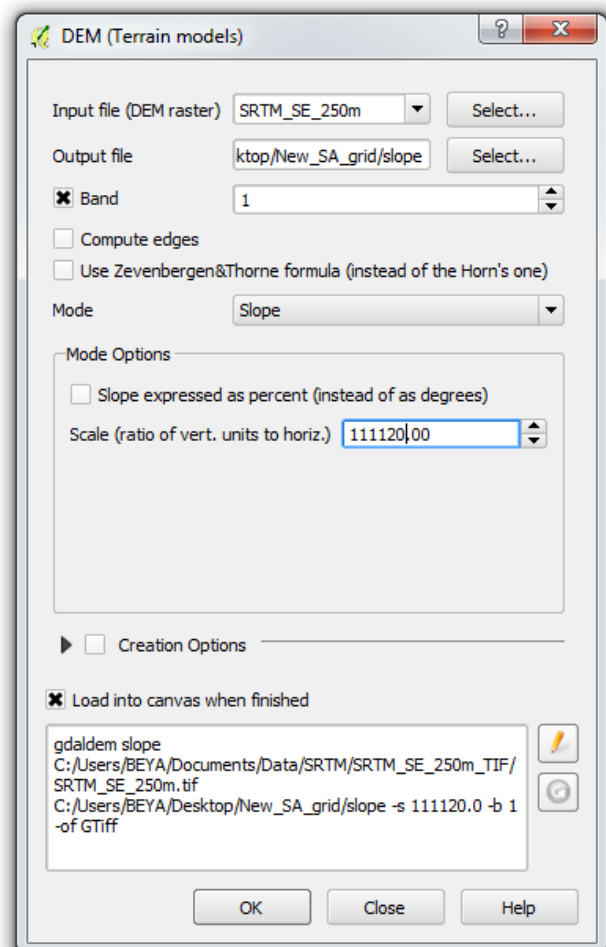 DEM (Terrain models)
Input file (DEM raster) SRTM_SE_250m Select...
Output file ktop/New_SA_grid/slope Select...
Band 1
Compute edges
Use Zevenbergen&Thorne formula (instead of the Horn's one)
Mode Slope
Mode Options
Slope expressed as percent (instead of as degrees)
Scale (ratio of vert. units to horiz.) 111120.00
Creation Options
Load into canvas when finished
gdaldem slope
C:/Users/BEYA/Documents/Data/SRTM/SRTM_SE_250m_TIF/
SRTM_SE_250m.tif
C:/Users/BEYA/Desktop/New_SA_grid/slope -s 111120.0 -b 1
-of GTiff
OK Close Help